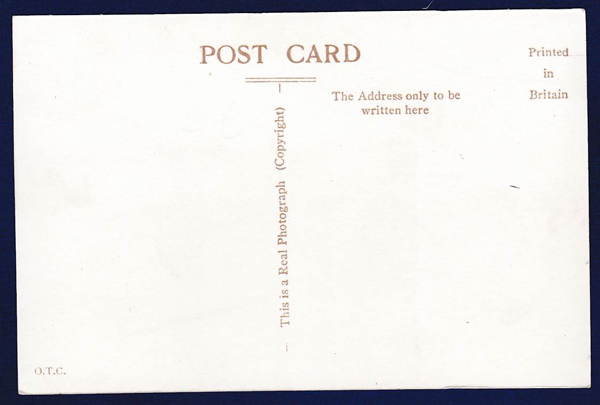 POST CARD
Printed
in
Britain
The Address only to be
written here
This is a Real Photograph (Copyright)
O.T.C.